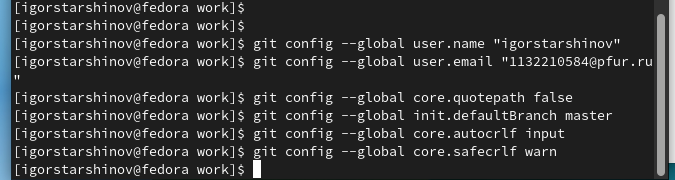 [igorstarshinov@fedora work]$
[igorstarshinov@fedora work]$
[igorstarshinov@fedora work]$ git config --global user.name "igorstarshinov"
[igorstarshinov@fedora work]$ git config --global user.email "1132210584@pfur.ru
"
[igorstarshinov@fedora work]$ git config --global core.quotepath false
[igorstarshinov@fedora work]$ git config --global init.defaultBranch master
[igorstarshinov@fedora work]$ git config --global core.autocrlf input
[igorstarshinov@fedora work]$ git config --global core.safecrlf warn
[igorstarshinov@fedora work]$